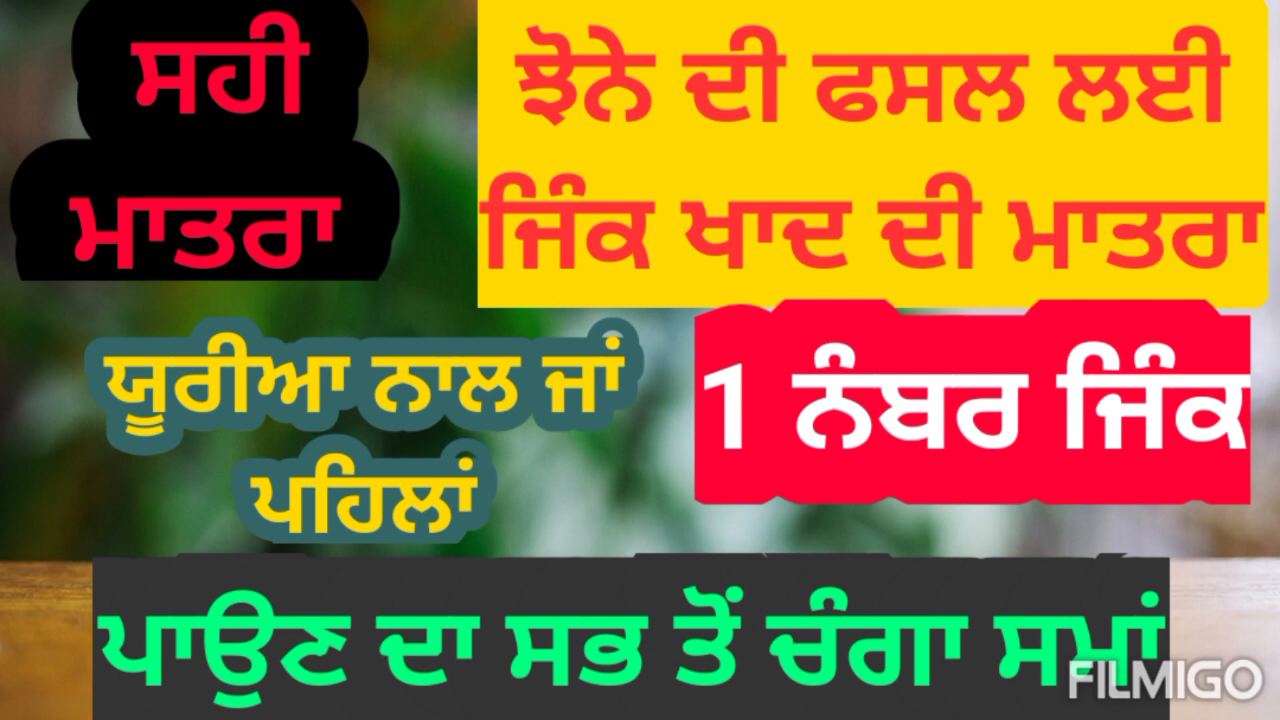 ਸਹੀ
ਮਾਤਰਾ
ਝੋਨੇ ਦੀ ਫਸਲ ਲਈ
ਜਿੰਕ ਖਾਦ ਦੀ ਮਾਤਰਾ
ਯੂਰੀਆ ਨਾਲ ਜਾਂ
ਪਹਿਲਾਂ
1 ਨੰਬਰ ਜਿੰਕ
ਪਾਉਣ ਦਾ ਸਭ ਤੋਂ ਚੰਗਾ ਸਮਾਂ
FILMIGO